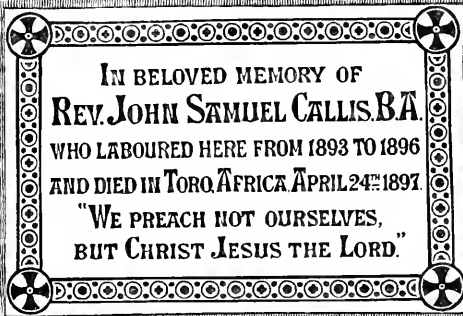 IN BELOVED MEMORY OF
REV. JOHN SAMUEL CALLIS. B.A.
WHO LABOURED HERE FROM 1893 TO 1896
AND DIED IN TORO, AFRICA, APRIL 24TH 1897.
"WE PREACH NOT OURSELVES,
BUT CHRIST JESUS THE LORD."